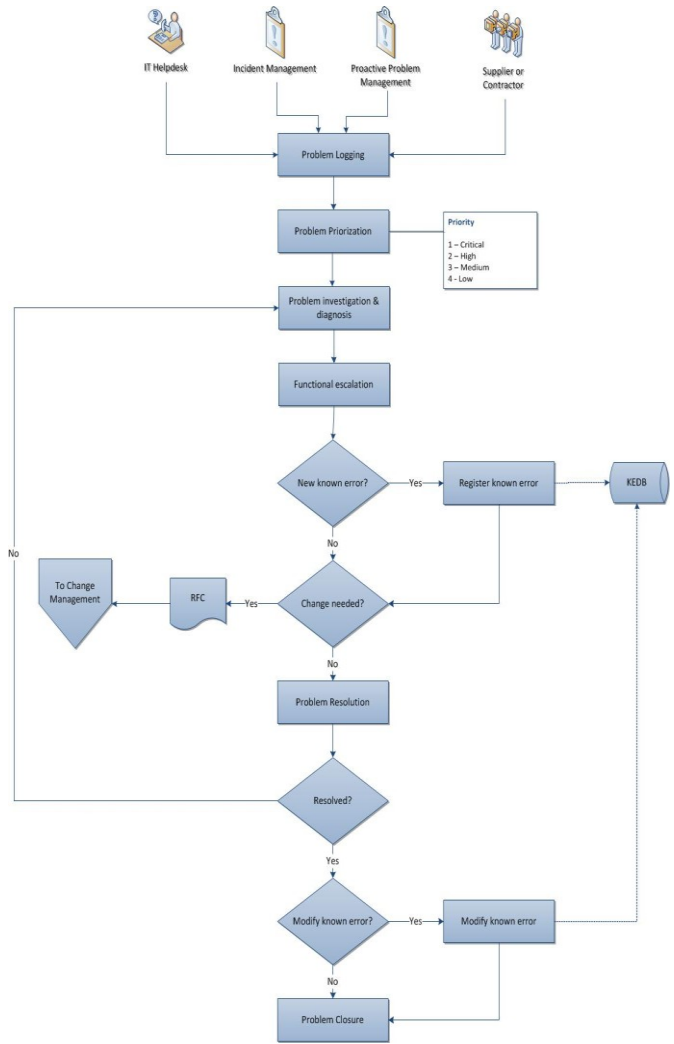 IT Helpdesk
Incident Management
Proactive Problem
Management
Supplier or
Contractor
Problem Logging
Problem Priorization
Priority
1 – Critical
2 – High
3 – Medium
4 - Low
Problem investigation &
diagnosis
Functional escalation
New known error?
Yes
Register known error
KEDB
No
No
To Change
Management
RFC
Yes
Change needed?
No
Problem Resolution
Resolved?
Yes
Modify known error?
Yes
Modify known error
No
Problem Closure